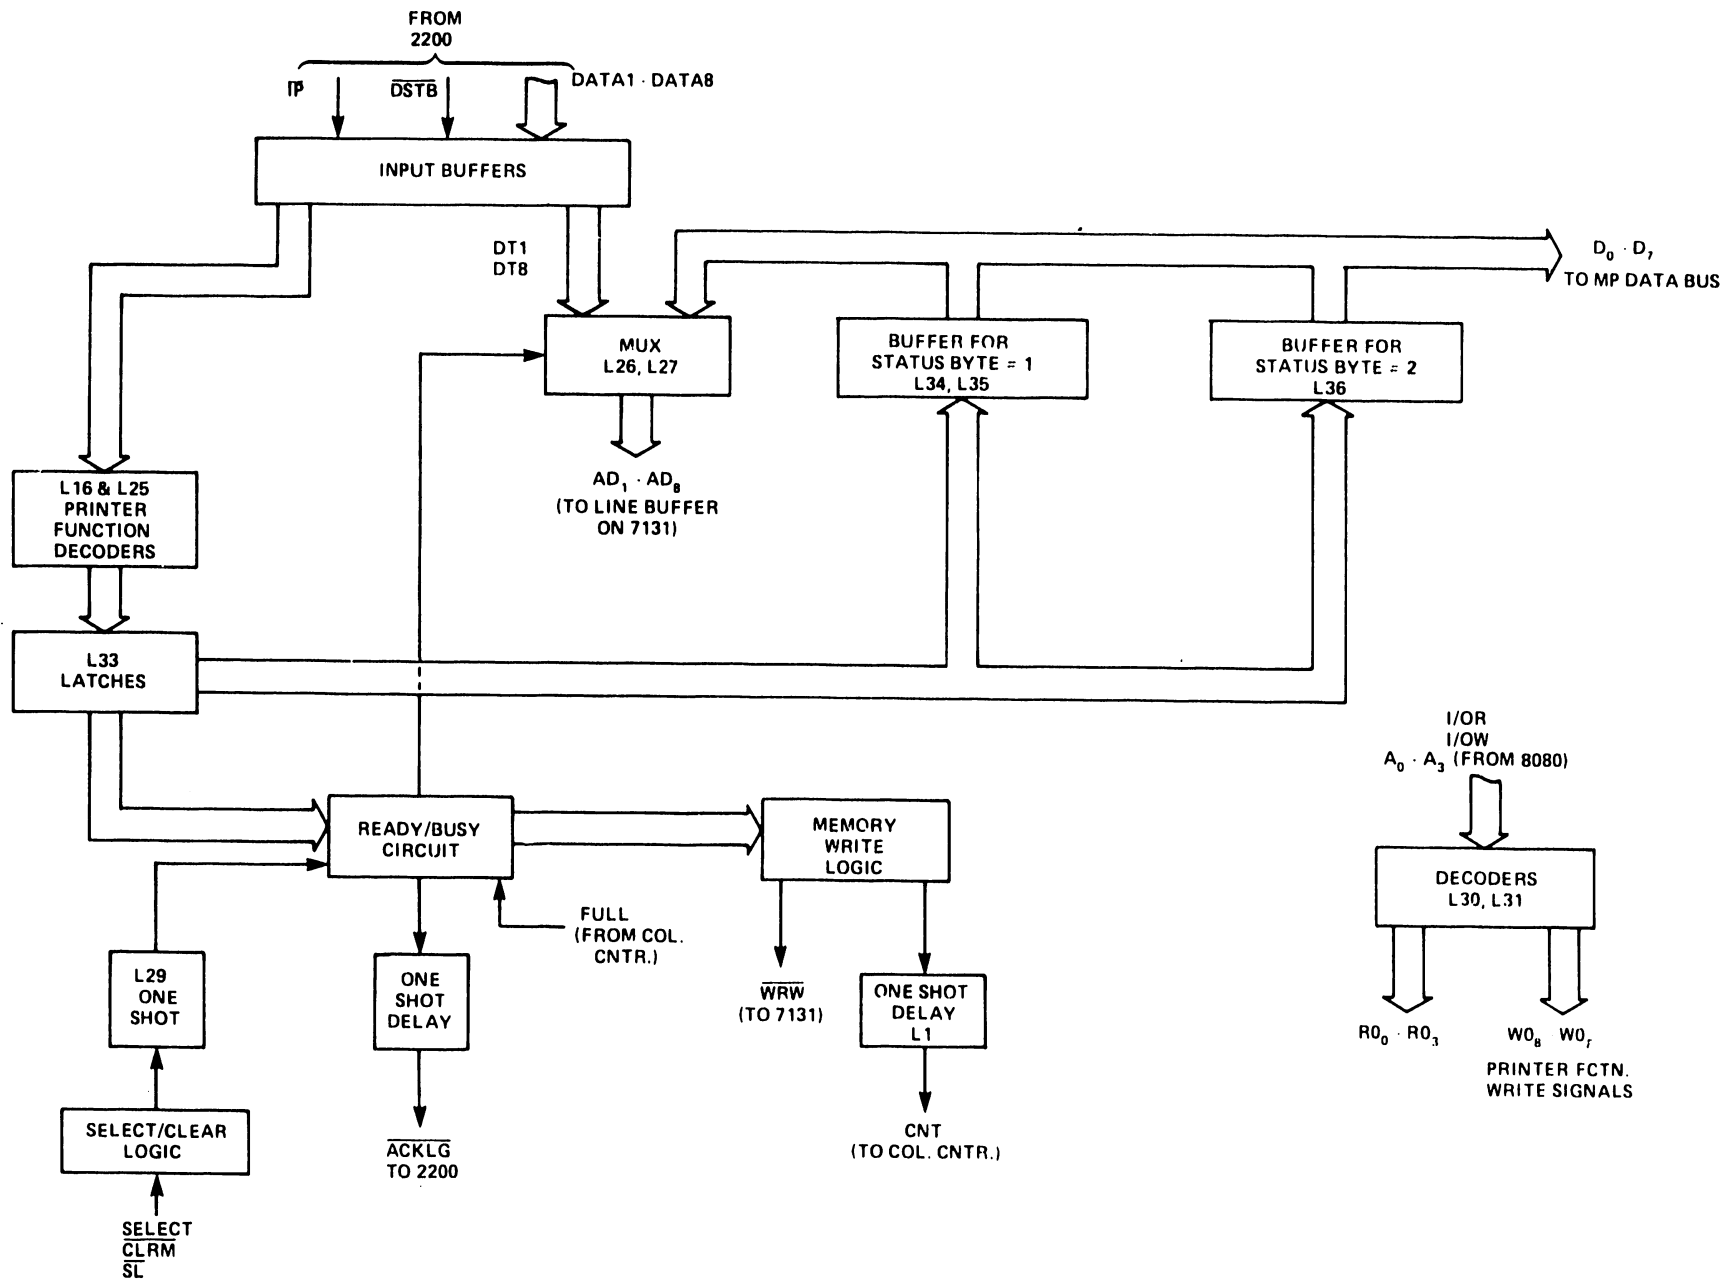 FROM
2200
IP
DSTB
DATA1 · DATA8
INPUT BUFFERS
DT1
DT8
D₀ · D₇
TO MP DATA BUS
MUX
L26, L27
BUFFER FOR
STATUS BYTE = 1
L34, L35
BUFFER FOR
STATUS BYTE = 2
L36
AD₁ · AD₈
(TO LINE BUFFER
ON 7131)
L16 & L25
PRINTER
FUNCTION
DECODERS
L33
LATCHES
I/OR
I/OW
A₀ · A₃ (FROM 8080)
READY/BUSY
CIRCUIT
MEMORY
WRITE
LOGIC
DECODERS
L30, L31
FULL
(FROM COL.
CNTR.)
L29
ONE
SHOT
ONE
SHOT
DELAY
WRW
(TO 7131)
ONE SHOT
DELAY
L1
RO₀ · RO₃
WO₈ · WO
PRINTER FCTN.
WRITE SIGNALS
SELECT/CLEAR
LOGIC
ACKLG
TO 2200
CNT
(TO COL. CNTR.)
SELECT
CLRM
SL